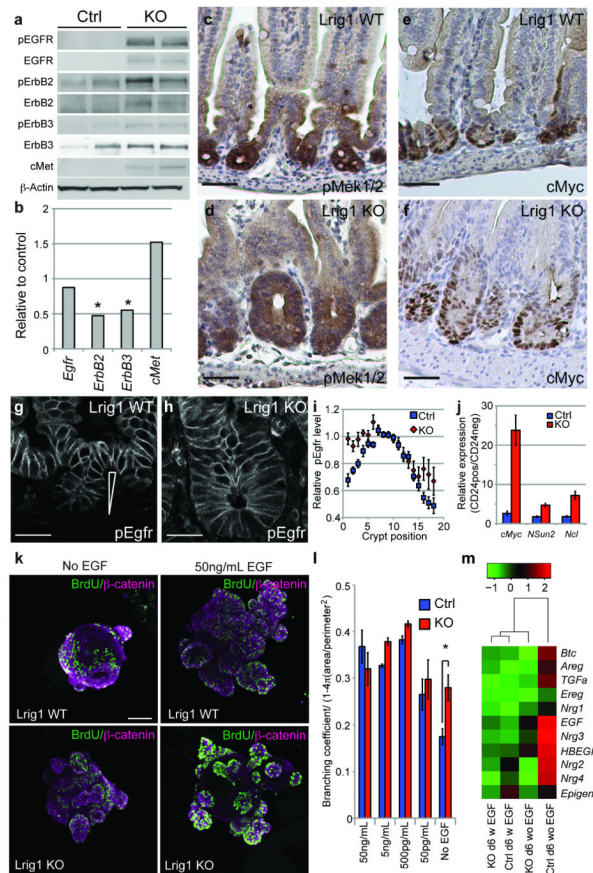 a
Ctrl KO
pEGFR
EGFR
pErbB2
ErbB2
pErbB3
ErbB3
cMet
β-Actin
b
Relative to control
2
1.5
1
0.5
0
* *
Egfr
ErbB2
ErbB3
cMet
c
Lrig1 WT
pMek1/2
d
Lrig1 KO
pMek1/2
e
Lrig1 WT
cMyc
f
Lrig1 KO
cMyc
g
Lrig1 WT
pEgfr
h
Lrig1 KO
pEgfr
i
Ctrl
KO
Relative pEgfr level
1.2
1.0
0.8
0.6
0.4
0.2
0
0 5 10 15 20
Crypt position
j
Ctrl
KO
Relative expression
(CD24pos/CD24neg)
30
20
10
0
cMyc NSun2 Ncl
k
No EGF 50ng/mL EGF
BrdU/β-catenin
Lrig1 WT
BrdU/β-catenin
Lrig1 WT
BrdU/β-catenin
Lrig1 KO
BrdU/β-catenin
Lrig1 KO
l
Branching coefficient/ (1-4π(area/perimeter²)
Ctrl
KO
*
0.4
0.3
0.2
0.1
0
50ng/mL
5ng/mL
500pg/mL
50pg/mL
No EGF
m
-1 0 1 2
Btc
Areg
TGFa
Ereg
Nrg1
EGF
Nrg3
HBEGF
Nrg2
Nrg4
Epigen
KO d6 w EGF
Ctrl d6 w EGF
KO d6 wo EGF
Ctrl d6 wo EGF